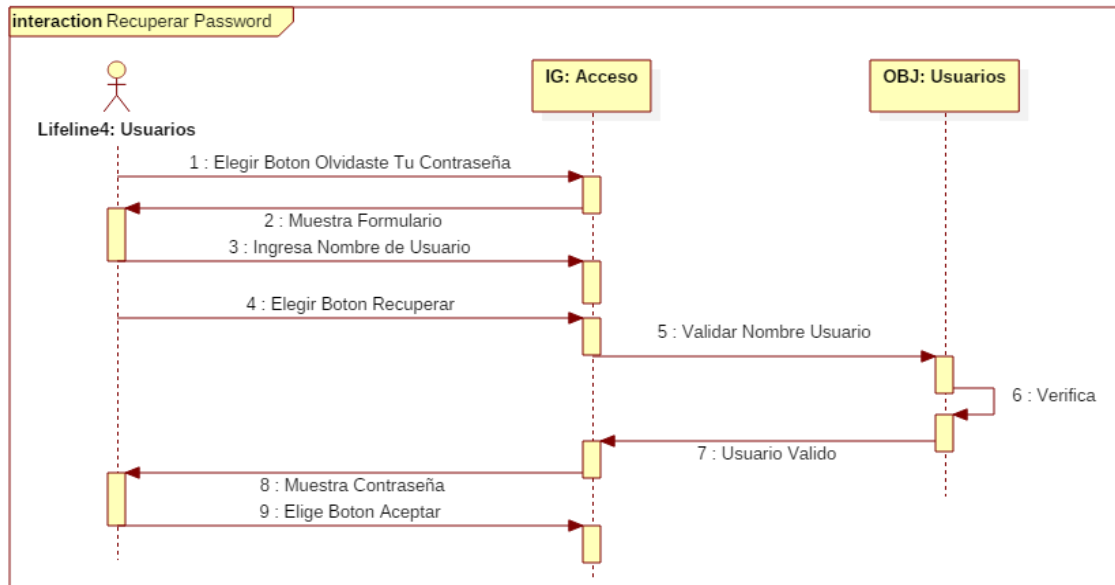 interaction Recuperar Password
IG: Acceso
OBJ: Usuarios
Lifeline4: Usuarios
1 : Elegir Boton Olvidaste Tu Contraseña
2 : Muestra Formulario
3 : Ingresa Nombre de Usuario
4 : Elegir Boton Recuperar
5 : Validar Nombre Usuario
6 : Verifica
7 : Usuario Valido
8 : Muestra Contraseña
9 : Elige Boton Aceptar